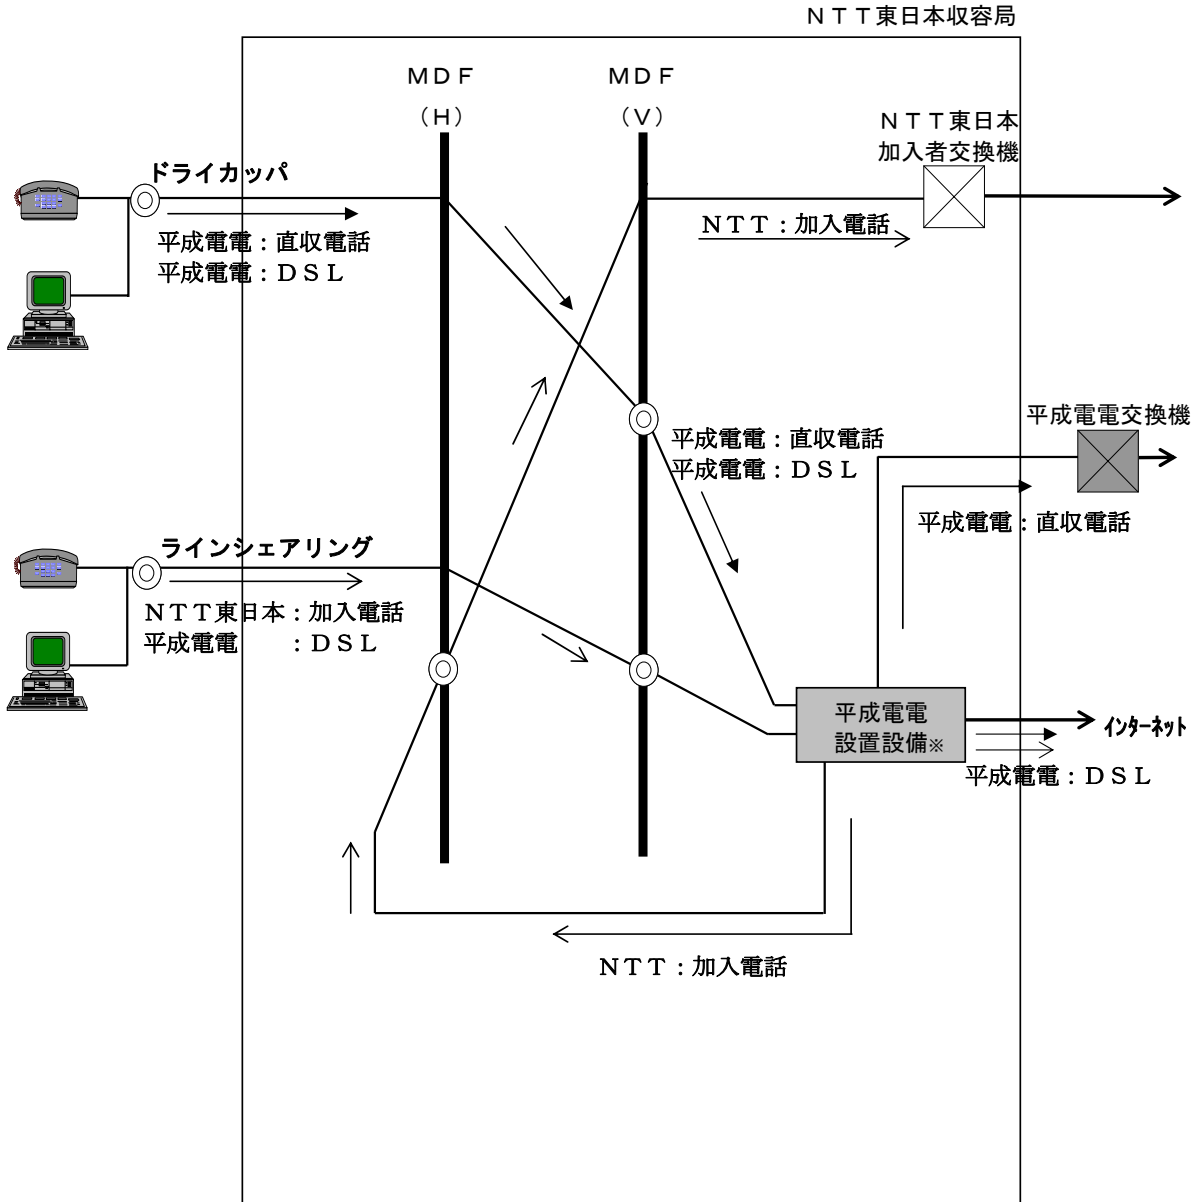 ＮＴＴ東日本収容局
ＭＤＦ
（Ｈ）
ＭＤＦ
（Ｖ）
ＮＴＴ東日本
加入者交換機
ドライカッパ
平成電電：直収電話
平成電電：ＤＳＬ
ＮＴＴ：加入電話
平成電電交換機
平成電電：直収電話
平成電電：ＤＳＬ
平成電電：直収電話
ラインシェアリング
ＮＴＴ東日本：加入電話
平成電電　　：ＤＳＬ
平成電電
設置設備※
インターネット
平成電電：ＤＳＬ
ＮＴＴ：加入電話